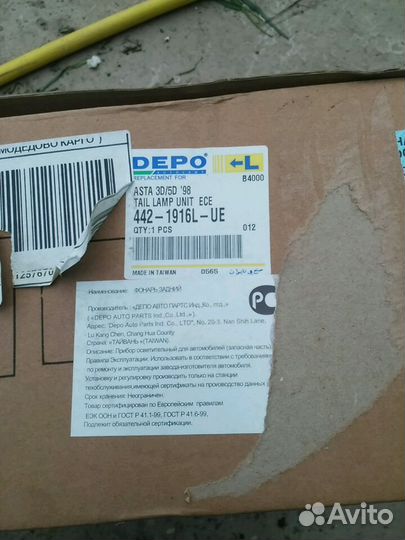 МОДЕДОВО КАРГО )
1257670
DEPO
autolamp
←L
REPLACEMENT FOR
B4000
ASTA 3D/5D '98
TAIL LAMP UNIT ECE
442-1916L-UE
QTY:1 PCS
012
MADE IN TAIWAN
0565
Наименование: ФОНАРЬ ЗАДНИЙ
Производитель: «ДЕПО АВТО ПАРТС Инд.,Ко., лтд.,»
(«DEPO AUTO PARTS Ind.,Co.,Ltd.,»)
Адрес: Depo Auto Parts Ind. Co., LTD", No. 20-3, Nan Shih Lane,
Lu Kang Chen, Chang Hua County
Страна: «ТАЙВАНЬ» (TAIWAN)
Описание: Прибор осветительный для автомобилей (запасная часть)
Правила Эксплуатации: Использовать в соответствии с требованиями
по ремонту и эксплуатации завода-изготовителя автомобиля.
Установку и регулировку производить только на станции
техобслуживания,имеющей сертификаты на производство данных
Срок хранения: Неограничен.
Товар сертифицирован по Европейским правилам
ЕЭК ООН и ГОСТ Р 41.1-99, ГОСТ Р 41.6-99,
Подлежит обязательной сертификации.
РС
Avito